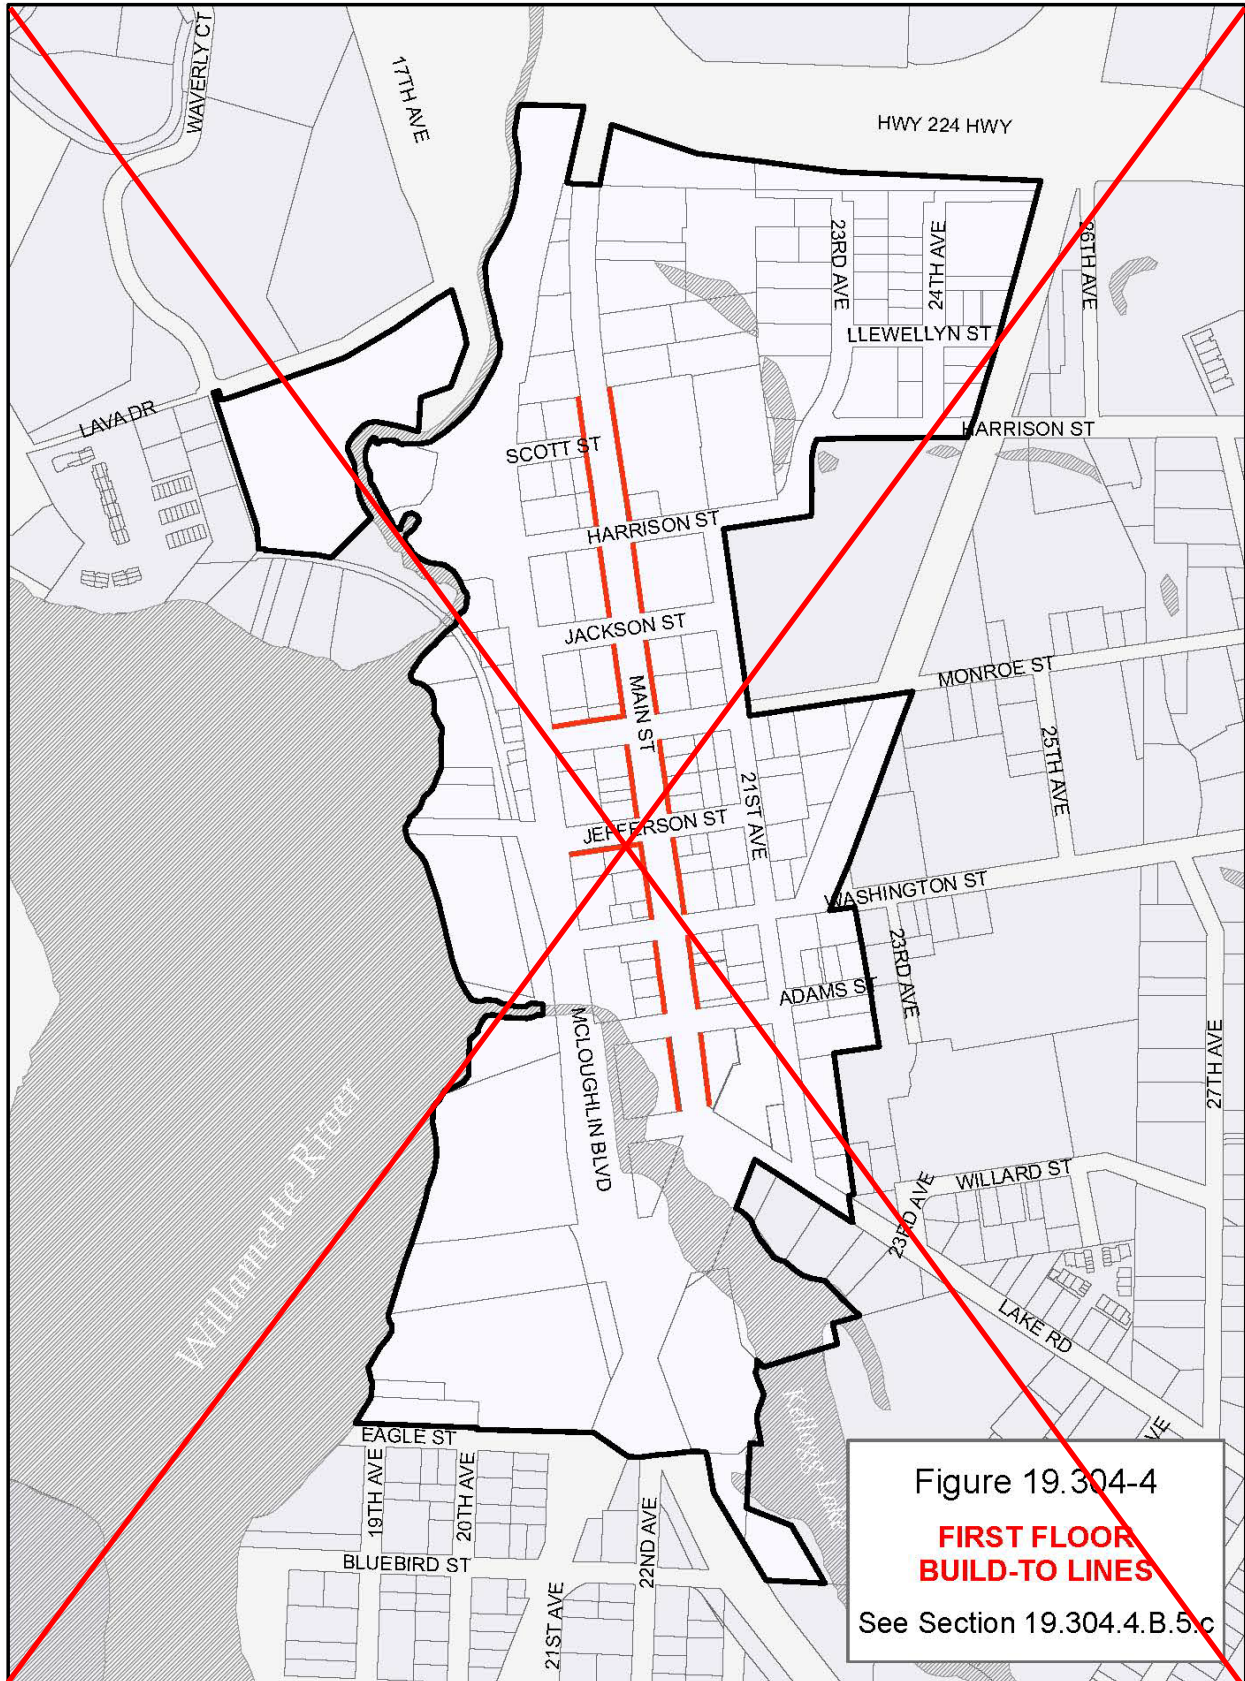 WAVERLY CT
17TH AVE
HWY 224 HWY
23RD AVE
24TH AVE
26TH AVE
LLEWELLYN ST
LAVA DR
SCOTT ST
HARRISON ST
HARRISON ST
JACKSON ST
MAIN ST
MONROE ST
25TH AVE
21ST AVE
JEFFERSON ST
WASHINGTON ST
23RD AVE
ADAMS ST
MCLOUGHLIN BLVD
27TH AVE
Willamette River
WILLARD ST
23RD AVE
LAKE RD
Kellogg Lake
EAGLE ST
19TH AVE
20TH AVE
22ND AVE
BLUEBIRD ST
21ST AVE
AVE
Figure 19.304-4
FIRST FLOOR
BUILD-TO LINES
See Section 19.304.4.B.5.c